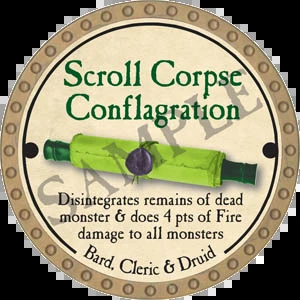 Scroll Corpse
Conflagration
SAMPLE
Disintegrates remains of dead
monster & does 4 pts of Fire
damage to all monsters
Bard, Cleric & Druid